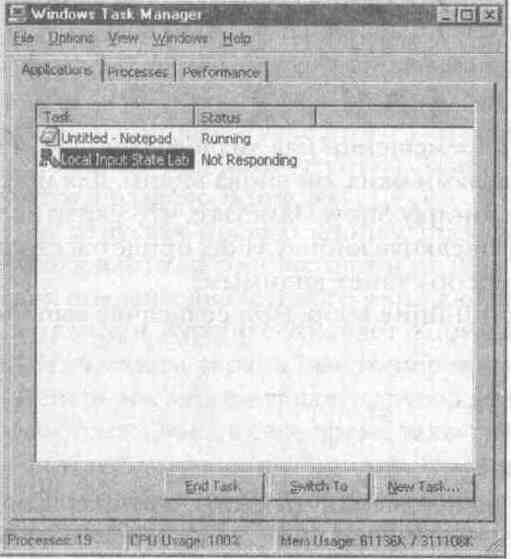 Windows Task Manager
File Options View Windows Help
Applications Processes Performance
Task Status
Untitled - Notepad Running
Local Input State Lab Not Responding
End Task Switch To New Task...
Processes: 19 CPU Usage: 100% Mem Usage: 61136K / 311108K